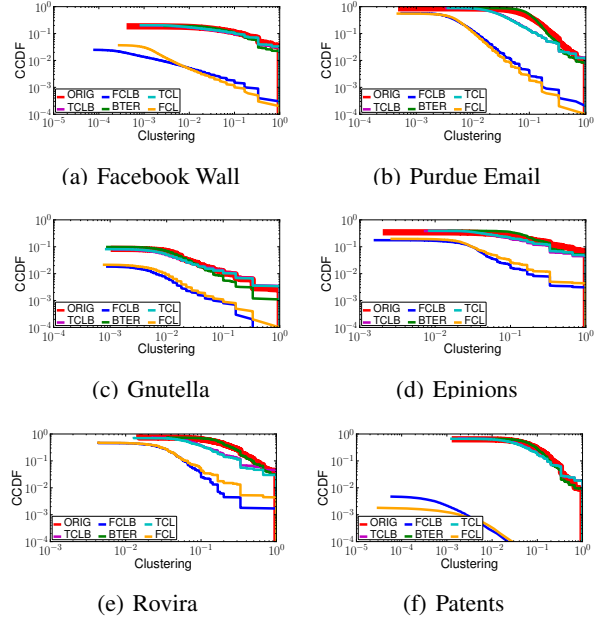 10^0
10^-1
10^-2
10^-3
10^-4
CCDF
ORIG FCLB TCL
TCLB BTER FCL
10^-5 10^-4 10^-3 10^-2 10^-1 10^0
Clustering
(a) Facebook Wall
10^0
10^-1
10^-2
10^-3
10^-4
CCDF
ORIG FCLB TCL
TCLB BTER FCL
10^-4 10^-3 10^-2 10^-1 10^0
Clustering
(b) Purdue Email
10^0
10^-1
10^-2
10^-3
10^-4
CCDF
ORIG FCLB TCL
TCLB BTER FCL
10^-4 10^-3 10^-2 10^-1 10^0
Clustering
(c) Gnutella
10^0
10^-1
10^-2
10^-3
10^-4
CCDF
ORIG FCLB TCL
TCLB BTER FCL
10^-3 10^-2 10^-1 10^0
Clustering
(d) Epinions
10^0
10^-1
10^-2
10^-3
10^-4
CCDF
ORIG FCLB TCL
TCLB BTER FCL
10^-3 10^-2 10^-1 10^0
Clustering
(e) Rovira
10^0
10^-1
10^-2
10^-3
10^-4
CCDF
ORIG FCLB TCL
TCLB BTER FCL
10^-5 10^-4 10^-3 10^-2 10^-1 10^0
Clustering
(f) Patents